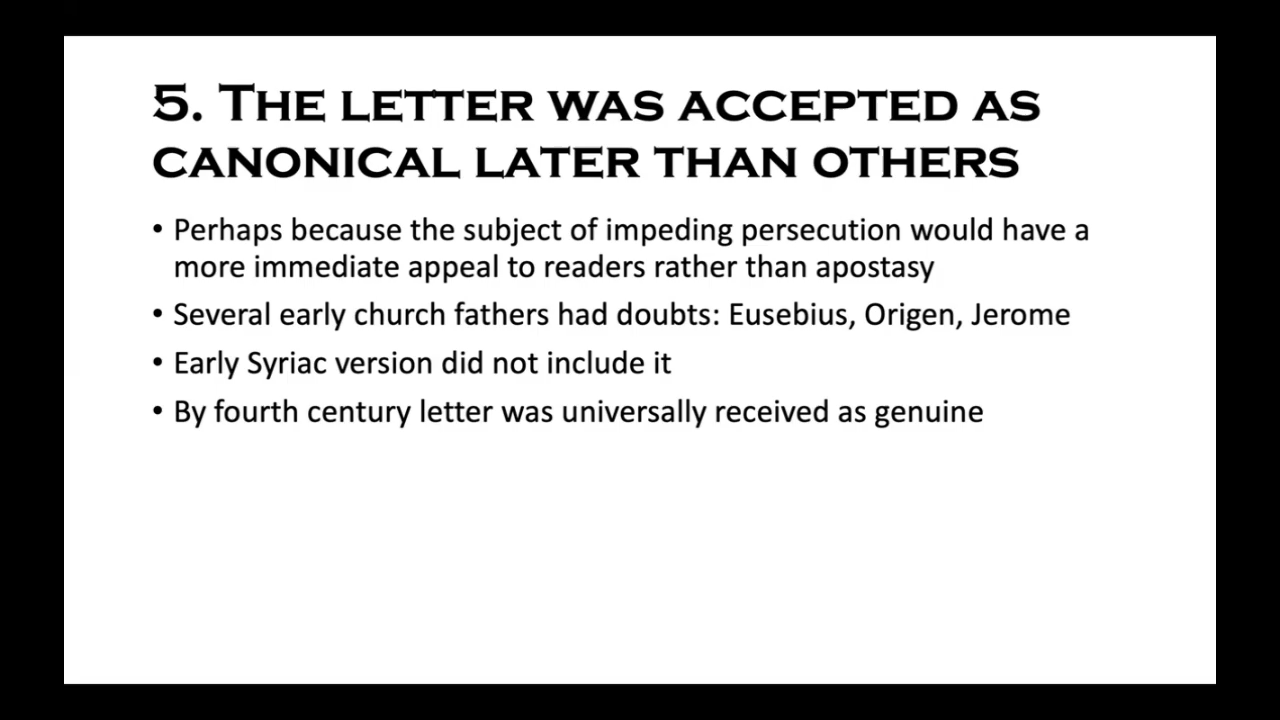 5. The letter was accepted as
canonical later than others
• Perhaps because the subject of impeding persecution would have a
more immediate appeal to readers rather than apostasy
• Several early church fathers had doubts: Eusebius, Origen, Jerome
• Early Syriac version did not include it
• By fourth century letter was universally received as genuine